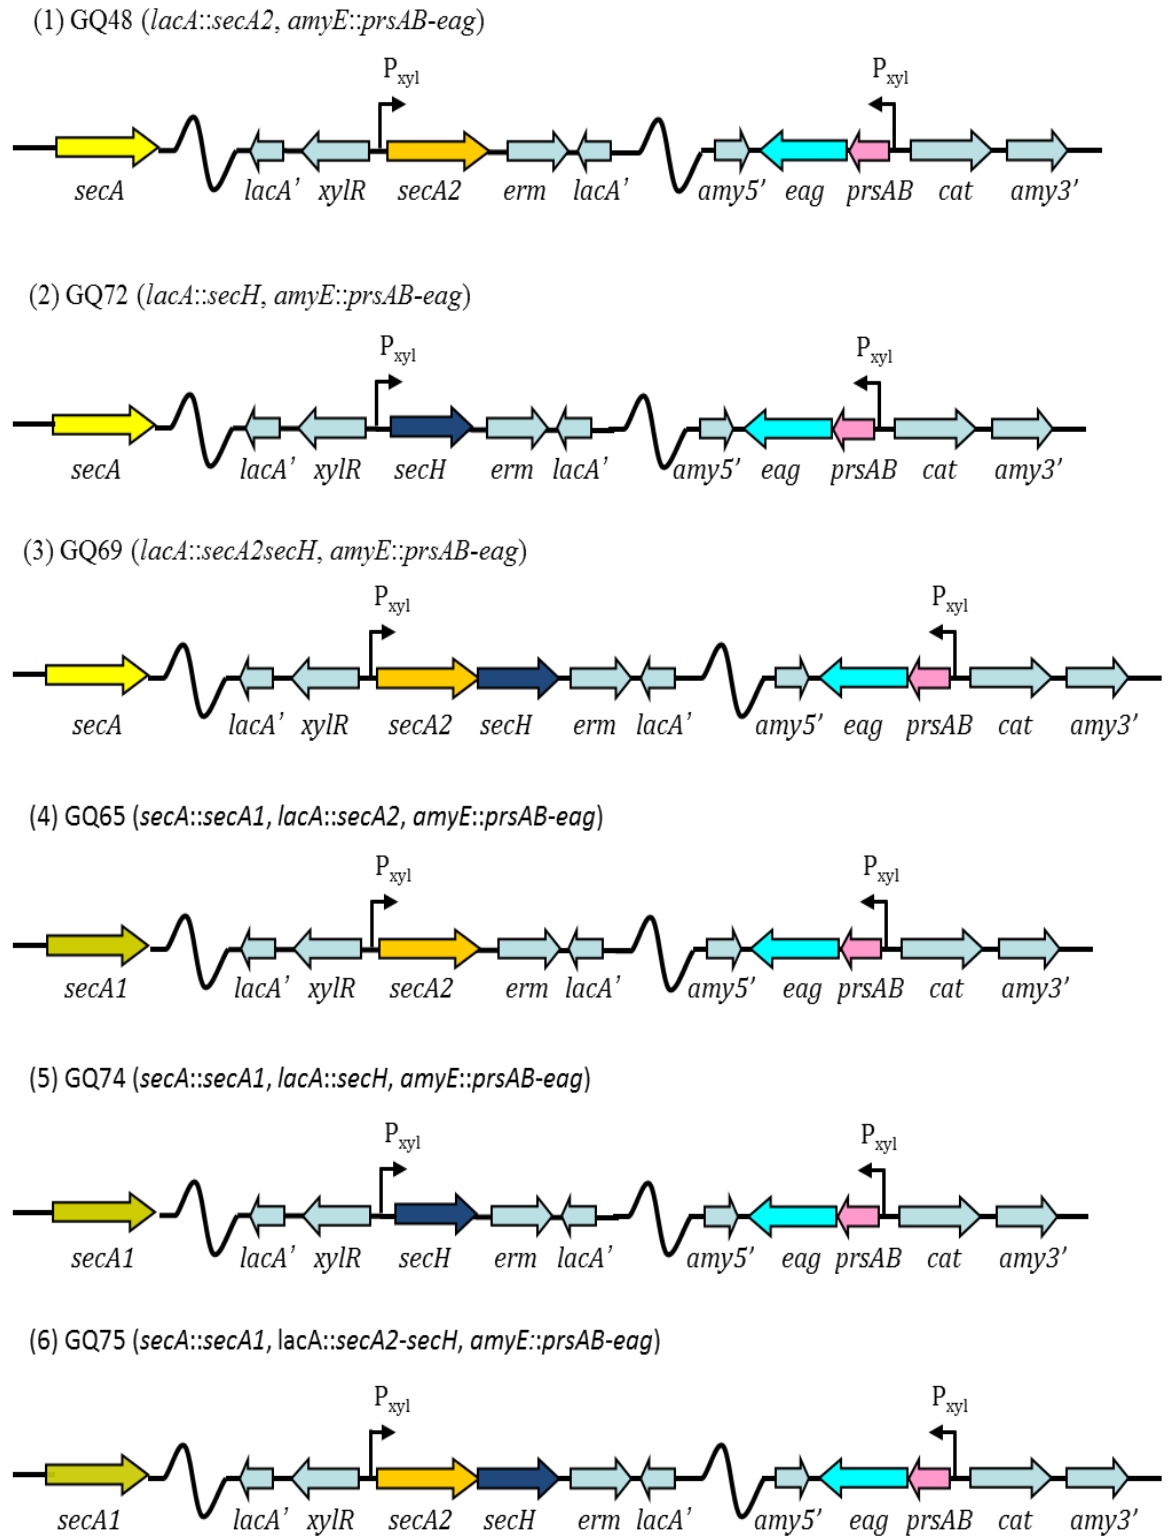 (1) GQ48 (lacA::secA2, amyE::prsAB-eag)
Pxyl Pxyl
secA lacA’ xylR secA2 erm lacA’ amy5’ eag prsAB cat amy3’
(2) GQ72 (lacA::secH, amyE::prsAB-eag)
Pxyl Pxyl
secA lacA’ xylR secH erm lacA’ amy5’ eag prsAB cat amy3’
(3) GQ69 (lacA::secA2secH, amyE::prsAB-eag)
Pxyl Pxyl
secA lacA’ xylR secA2 secH erm lacA’ amy5’ eag prsAB cat amy3’
(4) GQ65 (secA::secA1, lacA::secA2, amyE::prsAB-eag)
Pxyl Pxyl
secA1 lacA’ xylR secA2 erm lacA’ amy5’ eag prsAB cat amy3’
(5) GQ74 (secA::secA1, lacA::secH, amyE::prsAB-eag)
Pxyl Pxyl
secA1 lacA’ xylR secH erm lacA’ amy5’ eag prsAB cat amy3’
(6) GQ75 (secA::secA1, lacA::secA2-secH, amyE::prsAB-eag)
Pxyl Pxyl
secA1 lacA’ xylR secA2 secH erm lacA’ amy5’ eag prsAB cat amy3’